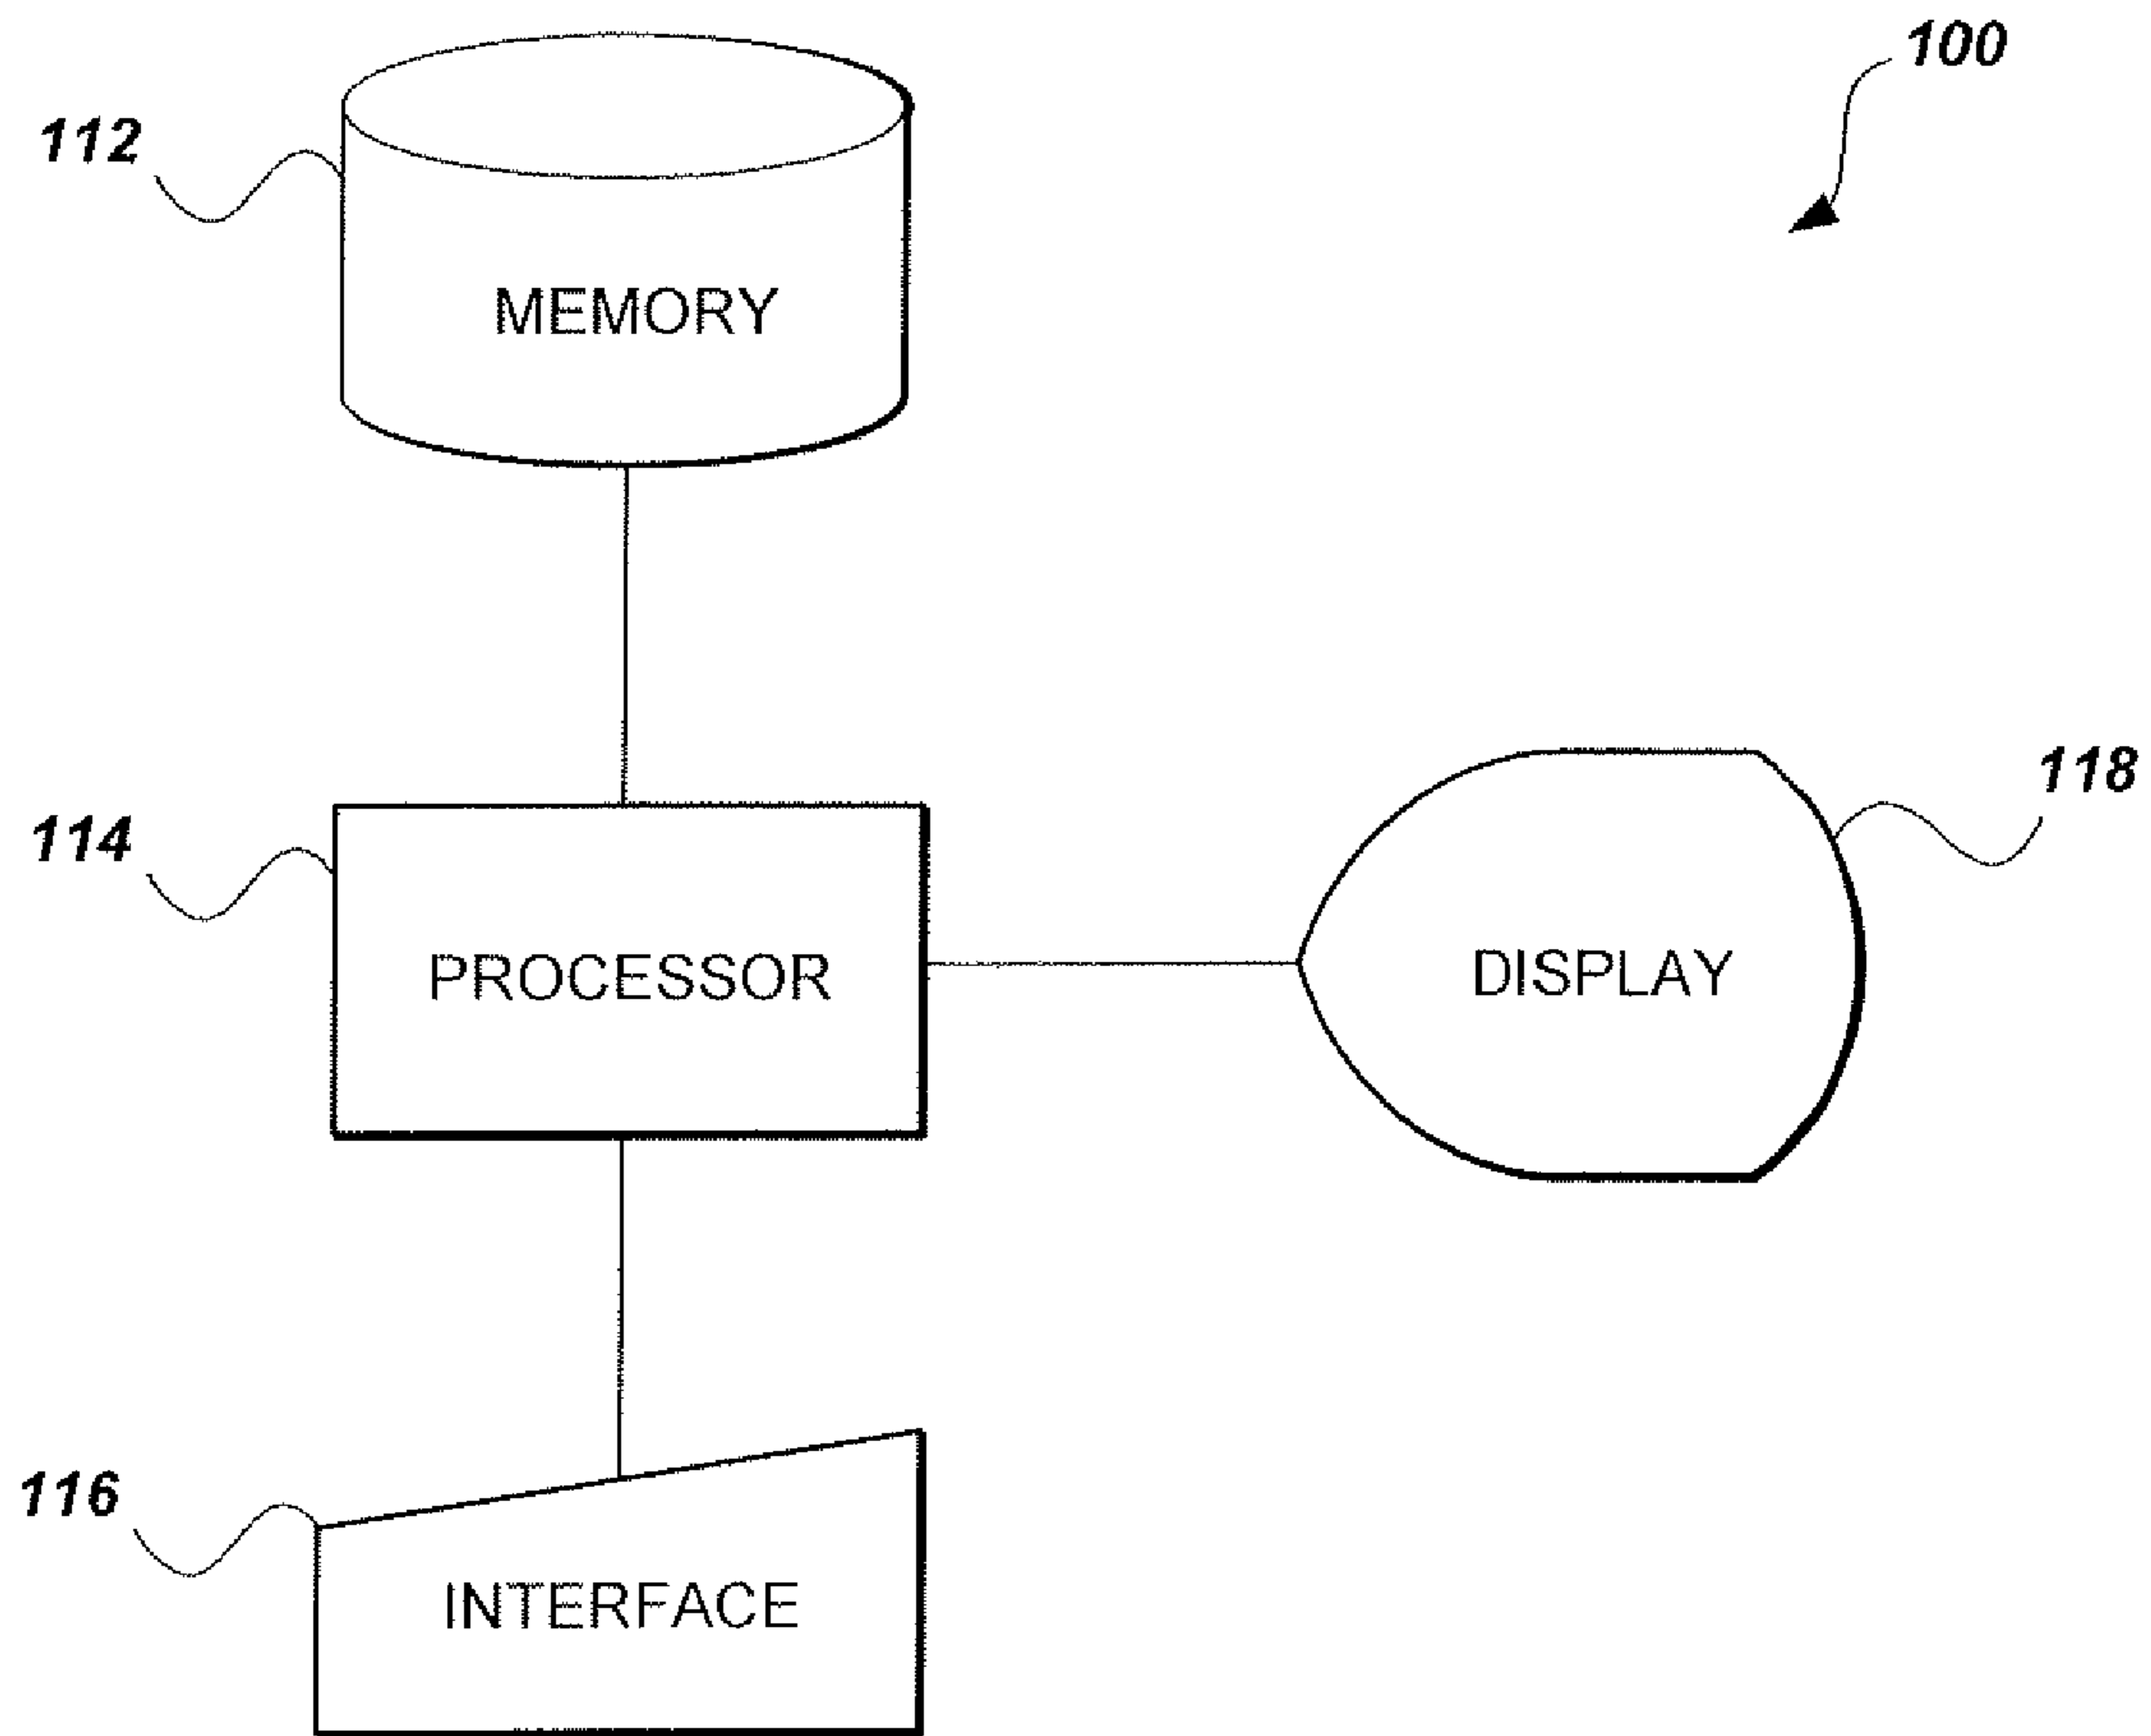 100
112
MEMORY
118
114
PROCESSOR
DISPLAY
116
INTERFACE